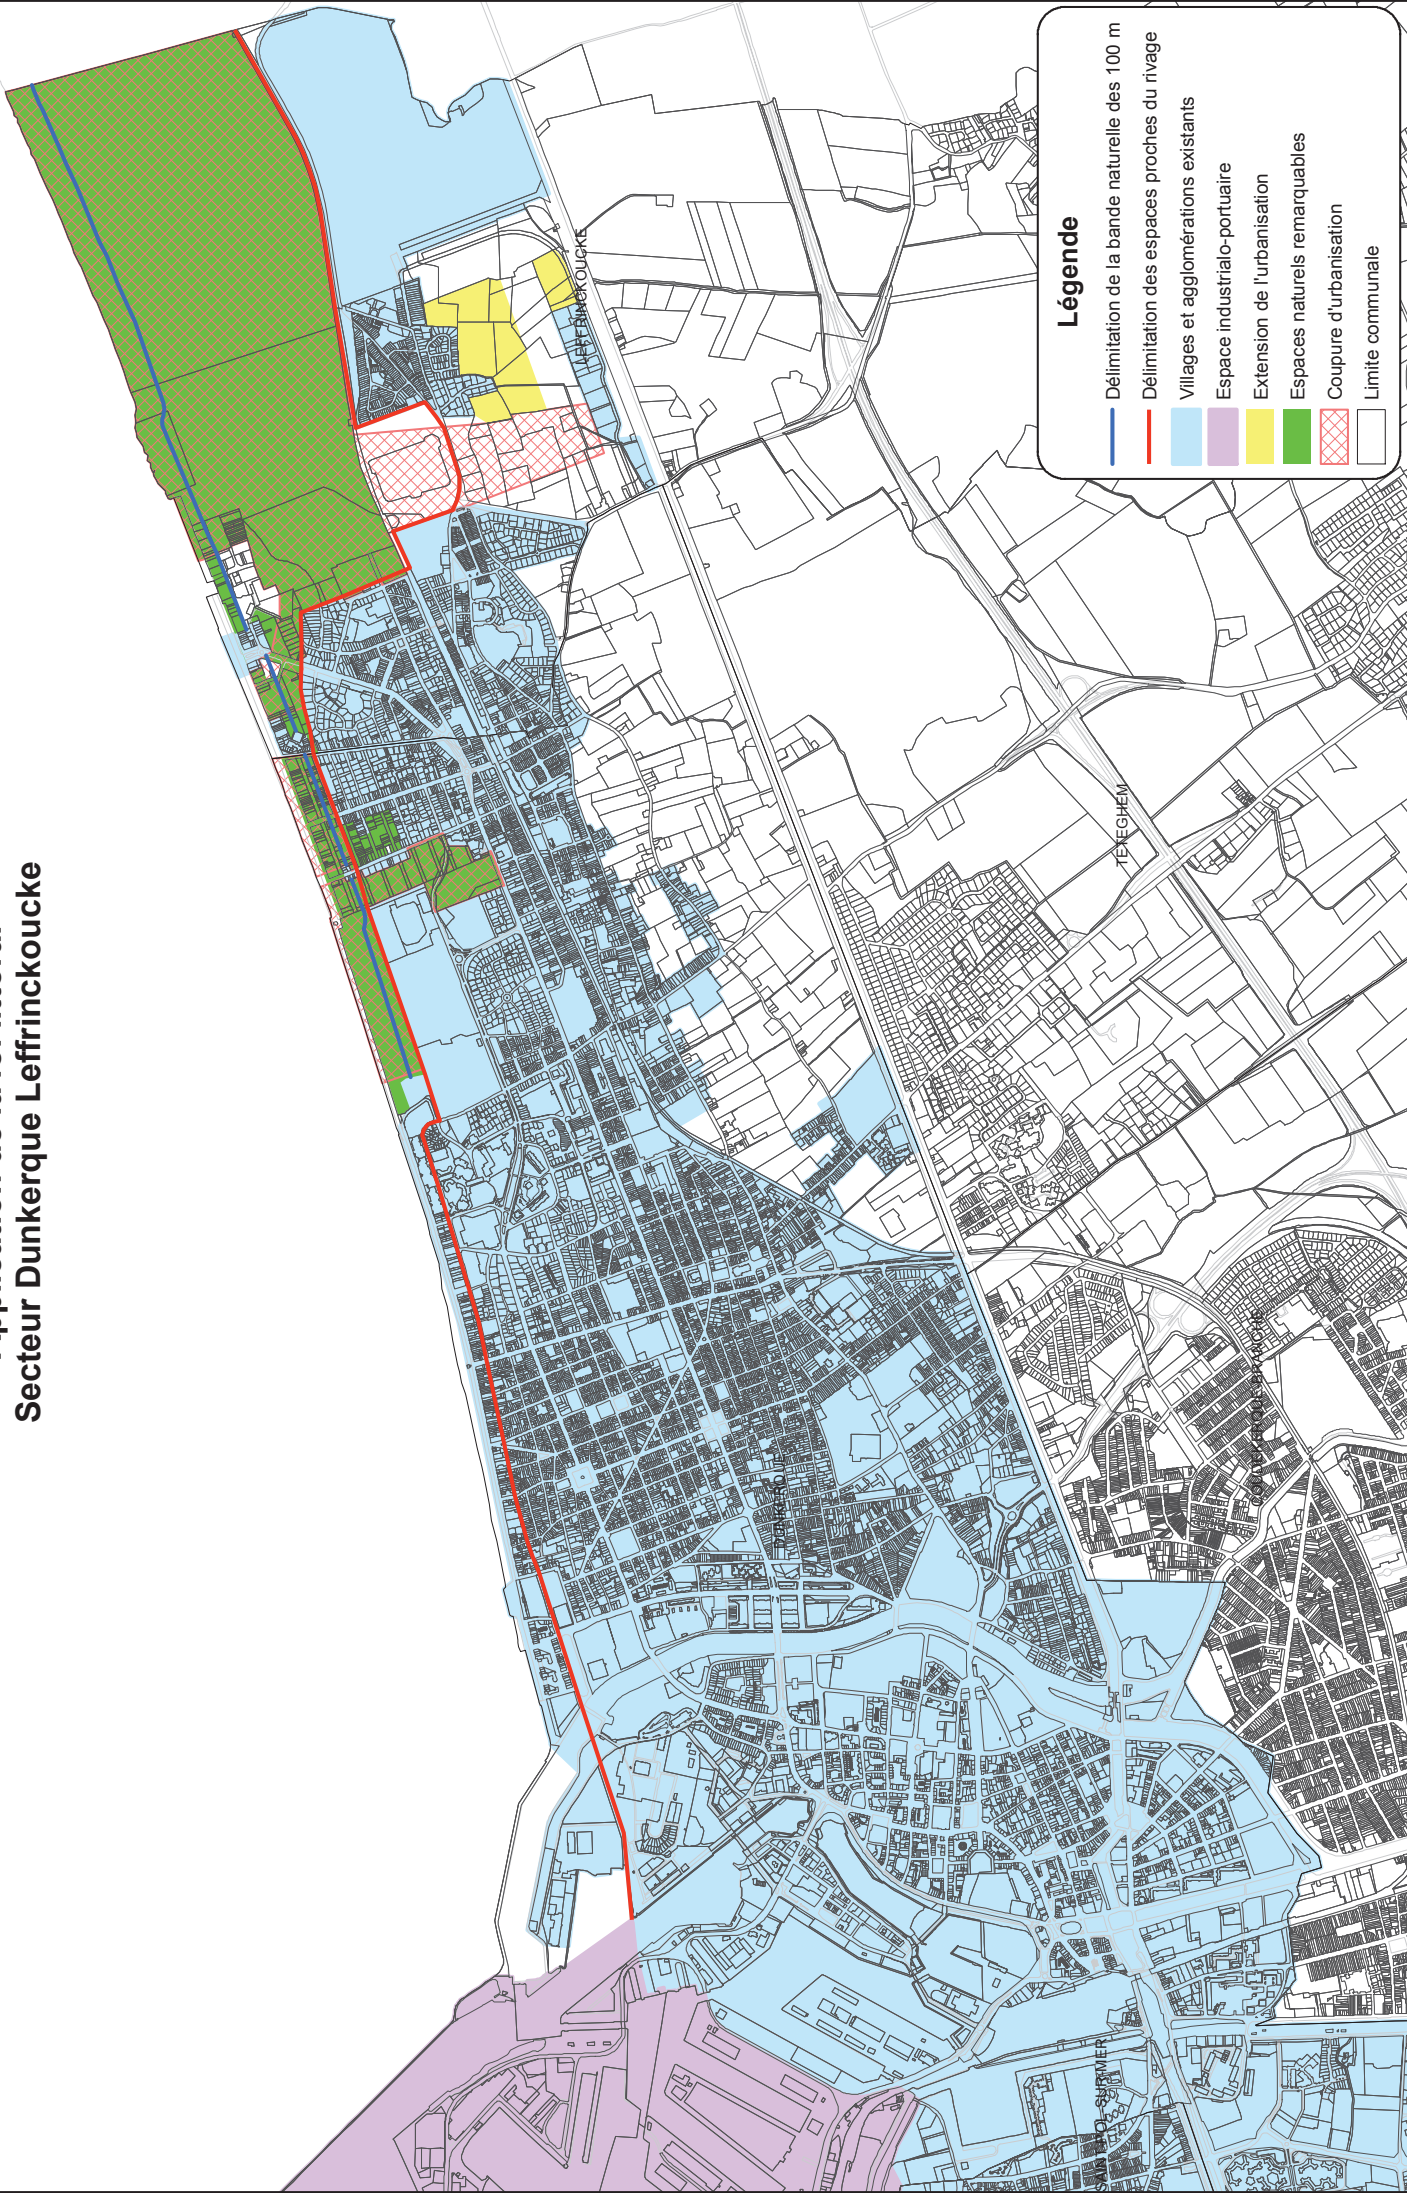 Secteur Dunkerque Leffrinckoucke
Légende
Délimitation de la bande naturelle des 100 m
Délimitation des espaces proches du rivage
Villages et agglomérations existants
Espace industrialo-portuaire
Extension de l'urbanisation
Espaces naturels remarquables
Coupure d'urbanisation
Limite communale
LEFFRINCKOUCKE
TETEGHEM
DUNKERQUE
COUDEKERQUE-BRANCHE
SAINT-POL-SUR-MER